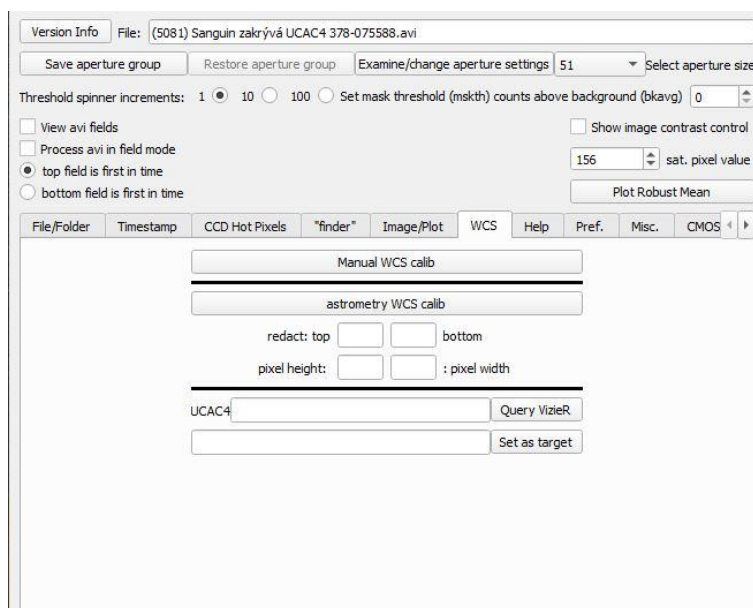 Version Info File: (5081) Sanguin zakrývá UCAC4 378-075588.avi
Save aperture group Restore aperture group Examine/change aperture settings 51 Select aperture size
Threshold spinner increments: 1 10 100 Set mask threshold (mskth) counts above background (bkavg) 0
View avi fields Show image contrast control
Process avi in field mode
156 sat. pixel value
top field is first in time
bottom field is first in time Plot Robust Mean
File/Folder Timestamp CCD Hot Pixels "finder" Image/Plot WCS Help Pref. Misc. CMOS
Manual WCS calib
astrometry WCS calib
redact: top bottom
pixel height: : pixel width
UCAC4 Query VizieR
Set as target